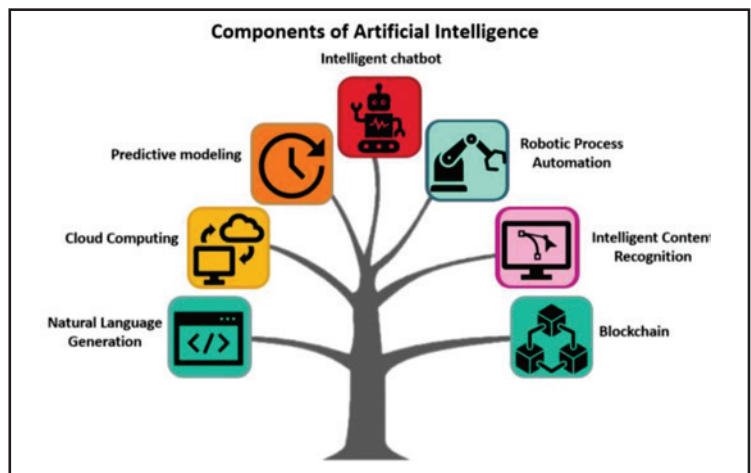 Components of Artificial Intelligence
Intelligent chatbot
Predictive modeling
Robotic Process
Automation
Cloud Computing
Intelligent Content
Recognition
Natural Language
Generation
</>
Blockchain